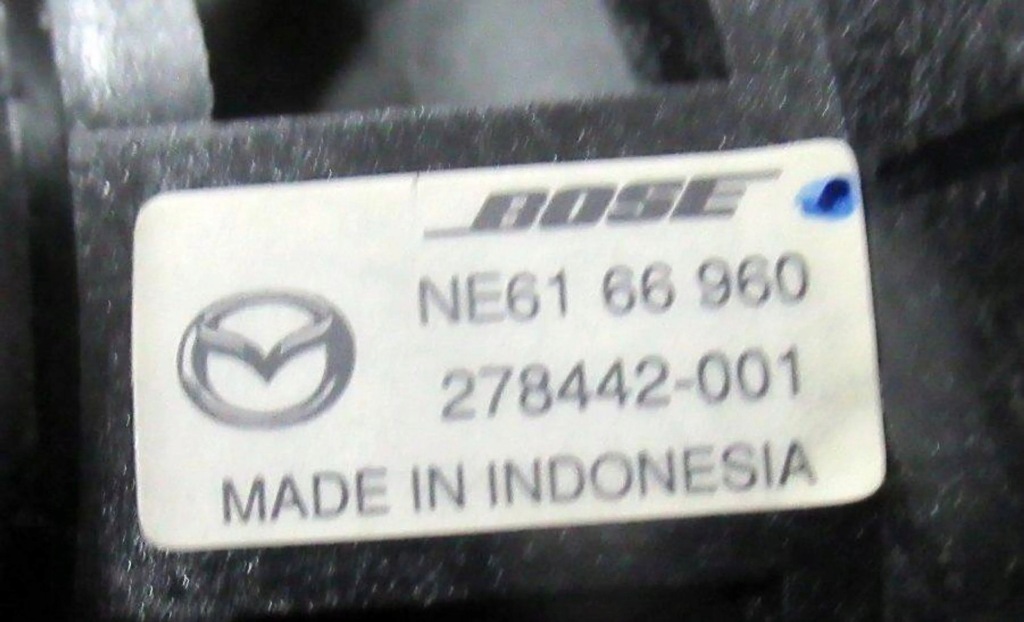 BOSE
NE61 66 960
278442-001
MADE IN INDONESIA